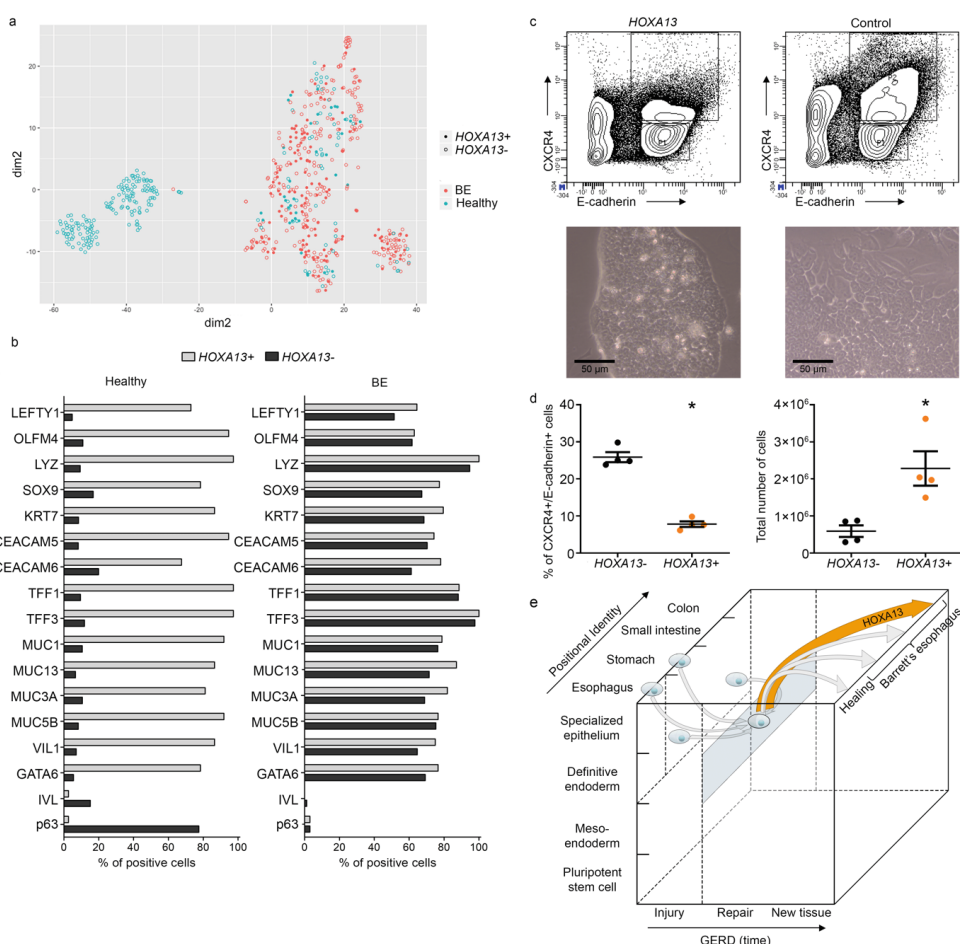 a
dim2
20
10
0
-10
-60
-40
-20
0
20
40
dim2
HOXA13+
HOXA13-
BE
Healthy
b
HOXA13+
HOXA13-
Healthy
LEFTY1
OLFM4
LYZ
SOX9
KRT7
CEACAM5
CEACAM6
TFF1
TFF3
MUC1
MUC13
MUC3A
MUC5B
VIL1
GATA6
IVL
p63
0 20 40 60 80 100
% of positive cells
BE
LEFTY1
OLFM4
LYZ
SOX9
KRT7
CEACAM5
CEACAM6
TFF1
TFF3
MUC1
MUC13
MUC3A
MUC5B
VIL1
GATA6
IVL
p63
0 20 40 60 80 100
% of positive cells
c
HOXA13
CXCR4
-304
E-cadherin
Control
CXCR4
-304
E-cadherin
50 µm
50 µm
d
% of CXCR4+/E-cadherin+ cells
40
30
20
10
0
*
HOXA13-
HOXA13+
Total number of cells
4×10⁶
3×10⁶
2×10⁶
1×10⁶
0
*
HOXA13-
HOXA13+
e
Positional Identity
Colon
Small intestine
Stomach
Esophagus
HOXA13
Healing
Barrett's esophagus
Specialized
epithelium
Definitive
endoderm
Meso-
endoderm
Pluripotent
stem cell
Injury
Repair
New tissue
GERD (time)